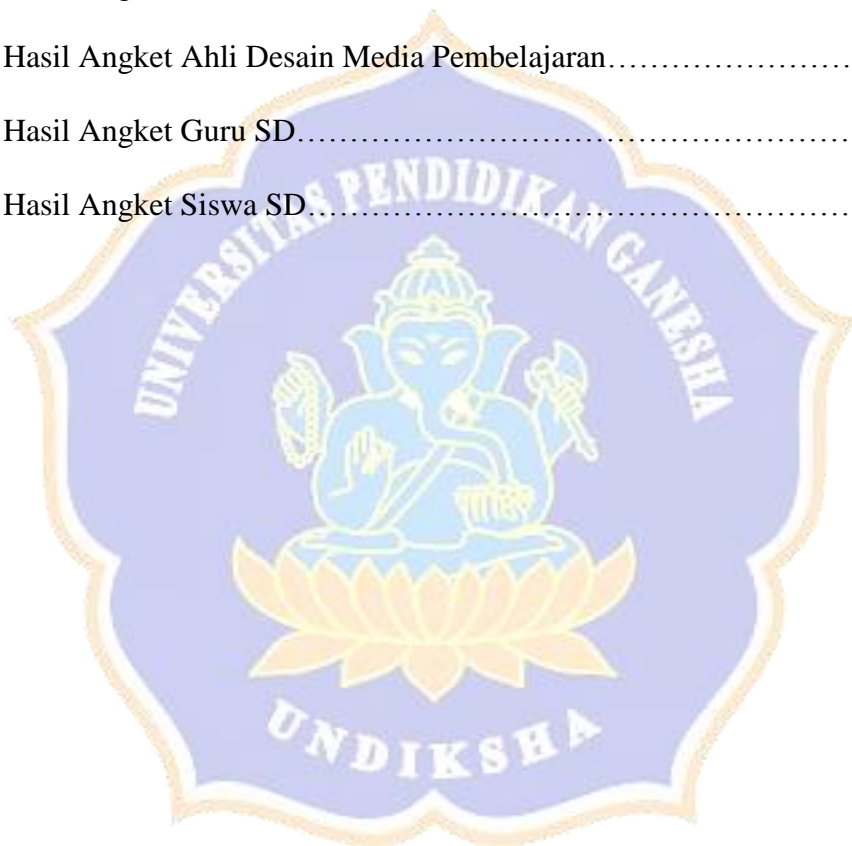 Hasil Angket Ahli Desain Media Pembelajaran……………………
Hasil Angket Guru SD……………………………………………
Hasil Angket Siswa SD……………………………………………
UNIVERSITAS PENDIDIKAN GANESHA
UNDIKSHA